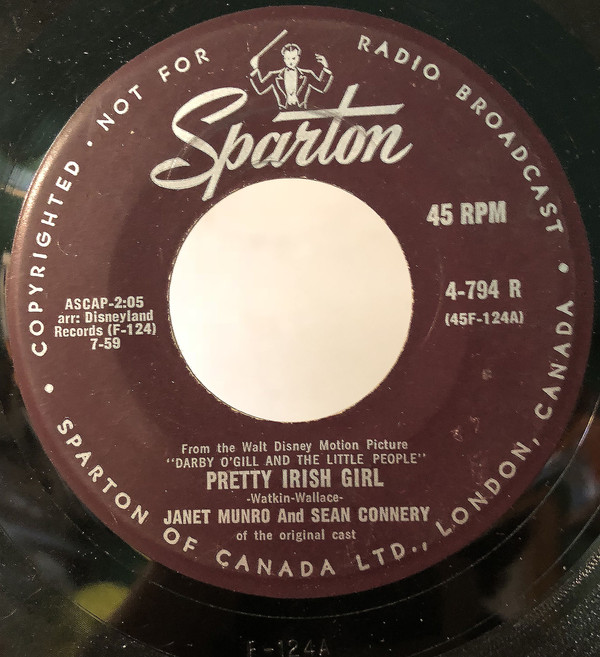 COPYRIGHTED • NOT FOR RADIO BROADCAST •
Sparton
45 RPM
4-794 R
(45F-124A)
ASCAP-2:05
arr: Disneyland
Records (F-124)
7-59
From the Walt Disney Motion Picture
"DARBY O'GILL AND THE LITTLE PEOPLE"
PRETTY IRISH GIRL
-Watkin-Wallace-
JANET MUNRO And SEAN CONNERY
of the original cast
• SPARTON OF CANADA LTD., LONDON, CANADA
F-124A